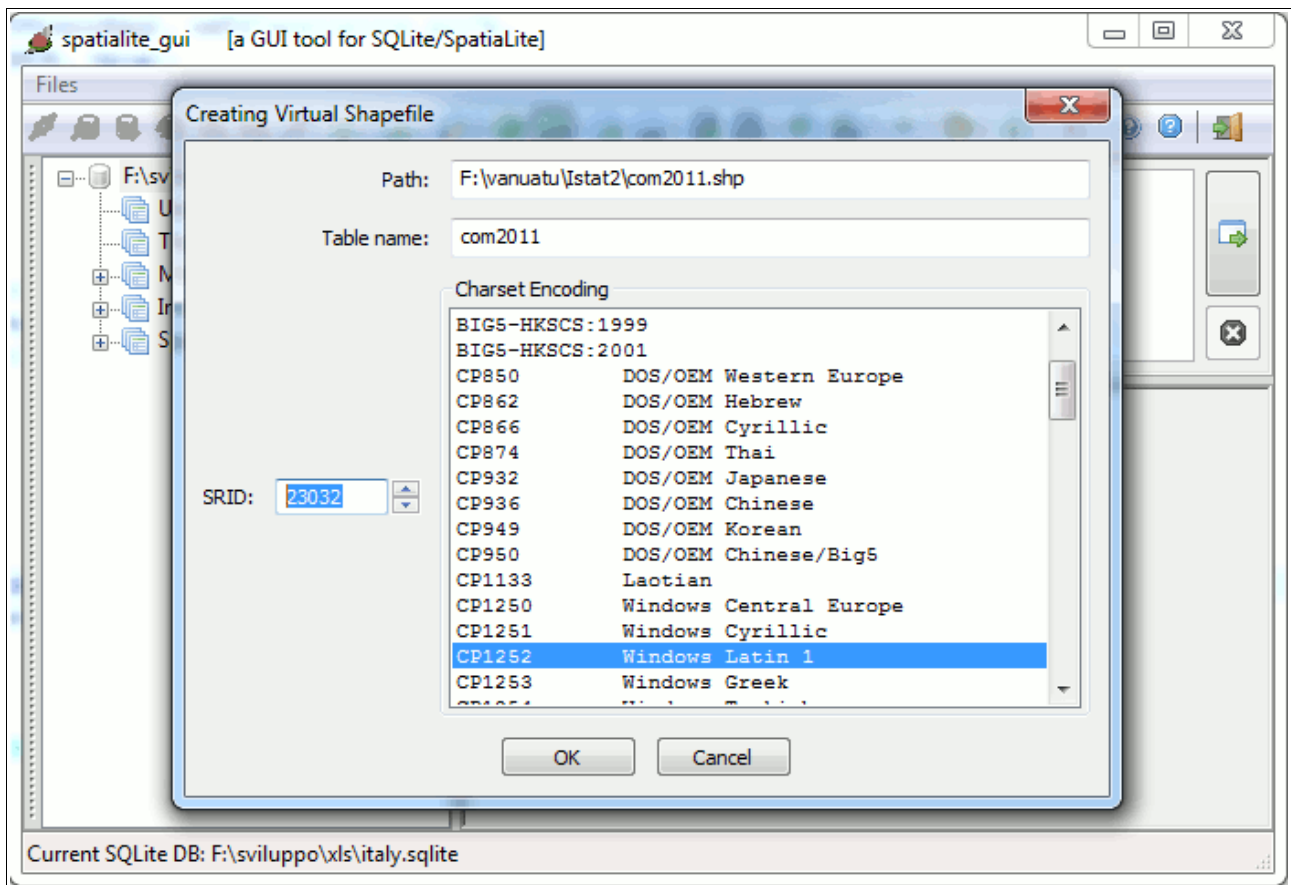 spatialite_gui [a GUI tool for SQLite/SpatiaLite]
Files
Creating Virtual Shapefile
Path: F:\vanuatu\Istat2\com2011.shp
F:\sv
Table name: com2011
Charset Encoding
BIG5-HKSCS:1999
BIG5-HKSCS:2001
CP850 DOS/OEM Western Europe
CP862 DOS/OEM Hebrew
CP866 DOS/OEM Cyrillic
CP874 DOS/OEM Thai
CP932 DOS/OEM Japanese
SRID: 23032
CP936 DOS/OEM Chinese
CP949 DOS/OEM Korean
CP950 DOS/OEM Chinese/Big5
CP1133 Laotian
CP1250 Windows Central Europe
CP1251 Windows Cyrillic
CP1252 Windows Latin 1
CP1253 Windows Greek
OK Cancel
Current SQLite DB: F:\sviluppo\xls\italy.sqlite